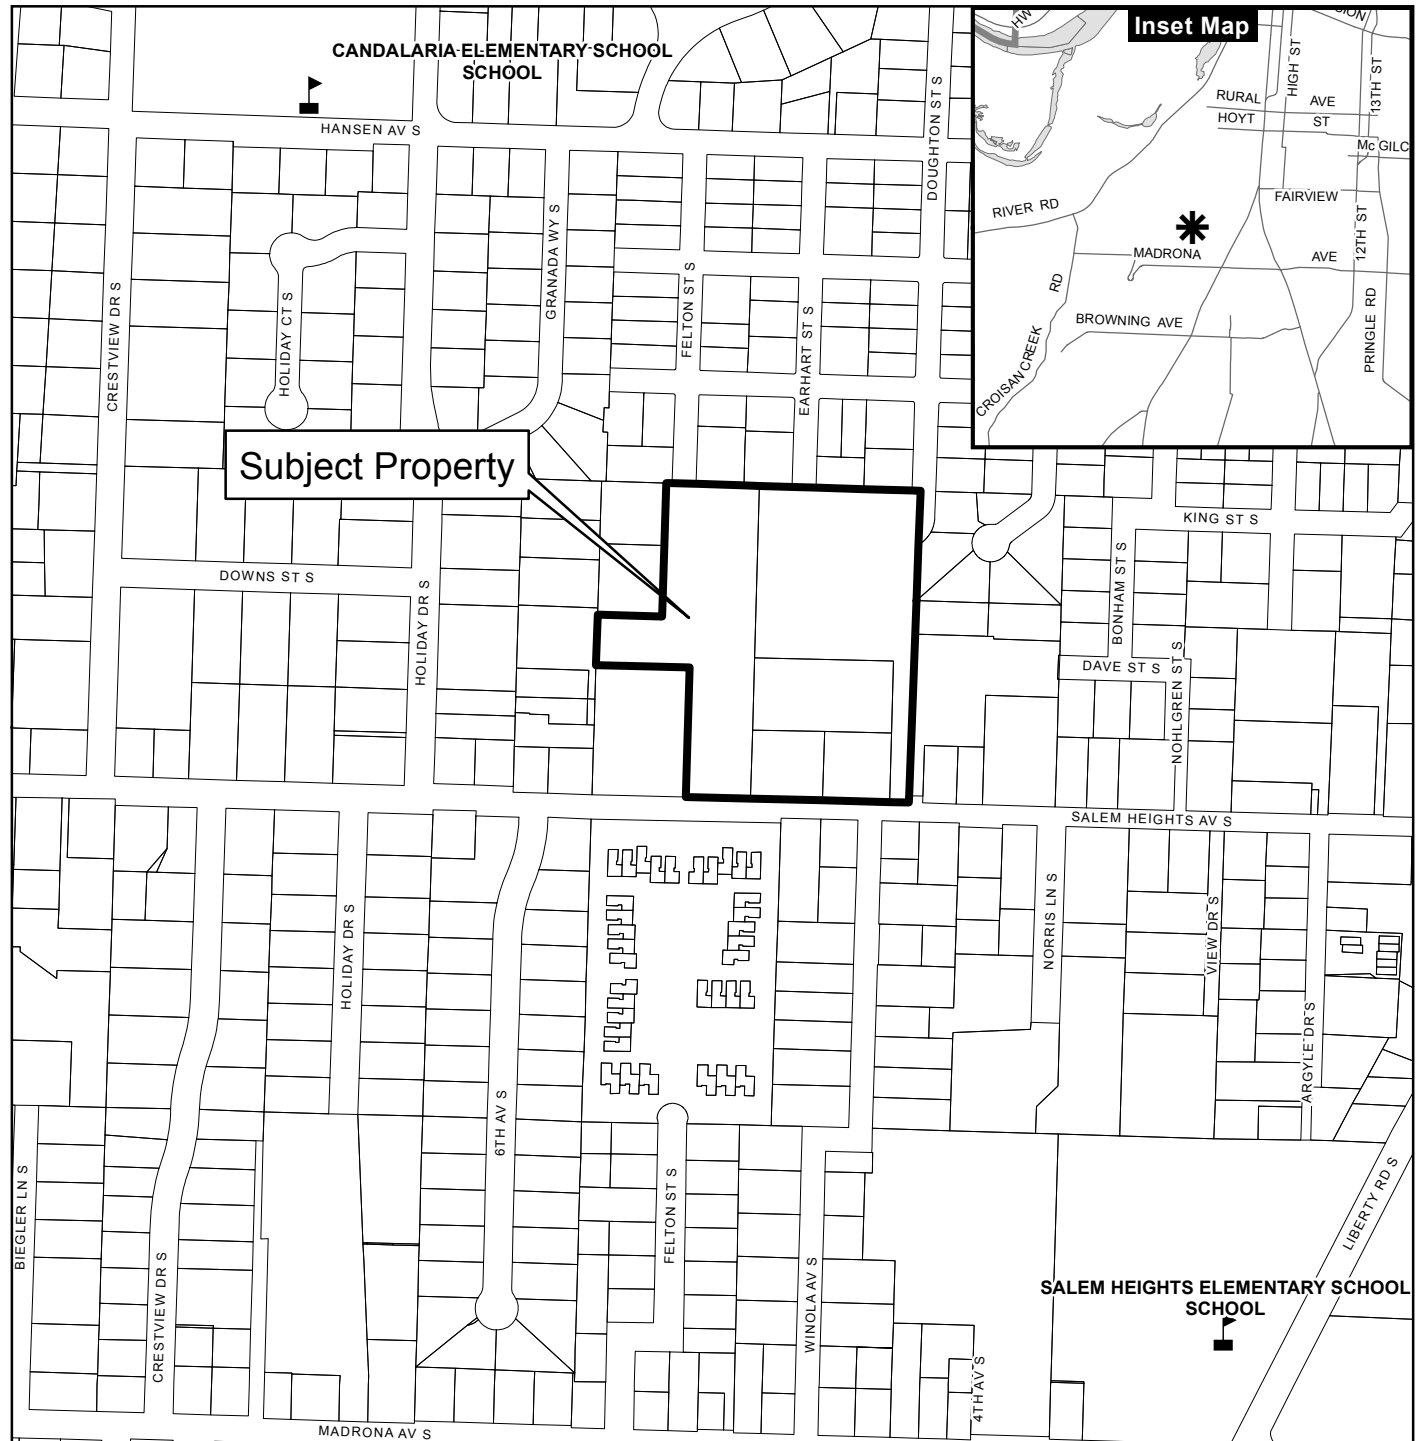 CANDALARIA ELEMENTARY SCHOOL
SCHOOL
HANSEN AV S
DOUGHTON ST S
GRANADA WY S
FELTON ST S
EARHART ST S
HOLIDAY CT S
CRESTVIEW DR S
Subject Property
DOWNS ST S
HOLIDAY DR S
KING ST S
BONHAM ST S
DAVE ST S
NOHLGREN ST S
SALEM HEIGHTS AV S
HOLIDAY DR S
NORRIS LN S
VIEW DR S
ARGYLE DR S
6TH AV S
FELTON ST S
WINOLA AV S
BIEGLER LN S
CRESTVIEW DR S
LIBERTY RD S
SALEM HEIGHTS ELEMENTARY SCHOOL
SCHOOL
4TH AV S
MADRONA AV S
Inset Map
HW
HIGH ST
13TH ST
RURAL AVE
HOYT ST
Mc GILC
FAIRVIEW
RIVER RD
12TH ST
MADRONA AVE
RD
CROISAN CREEK
BROWNING AVE
PRINGLE RD